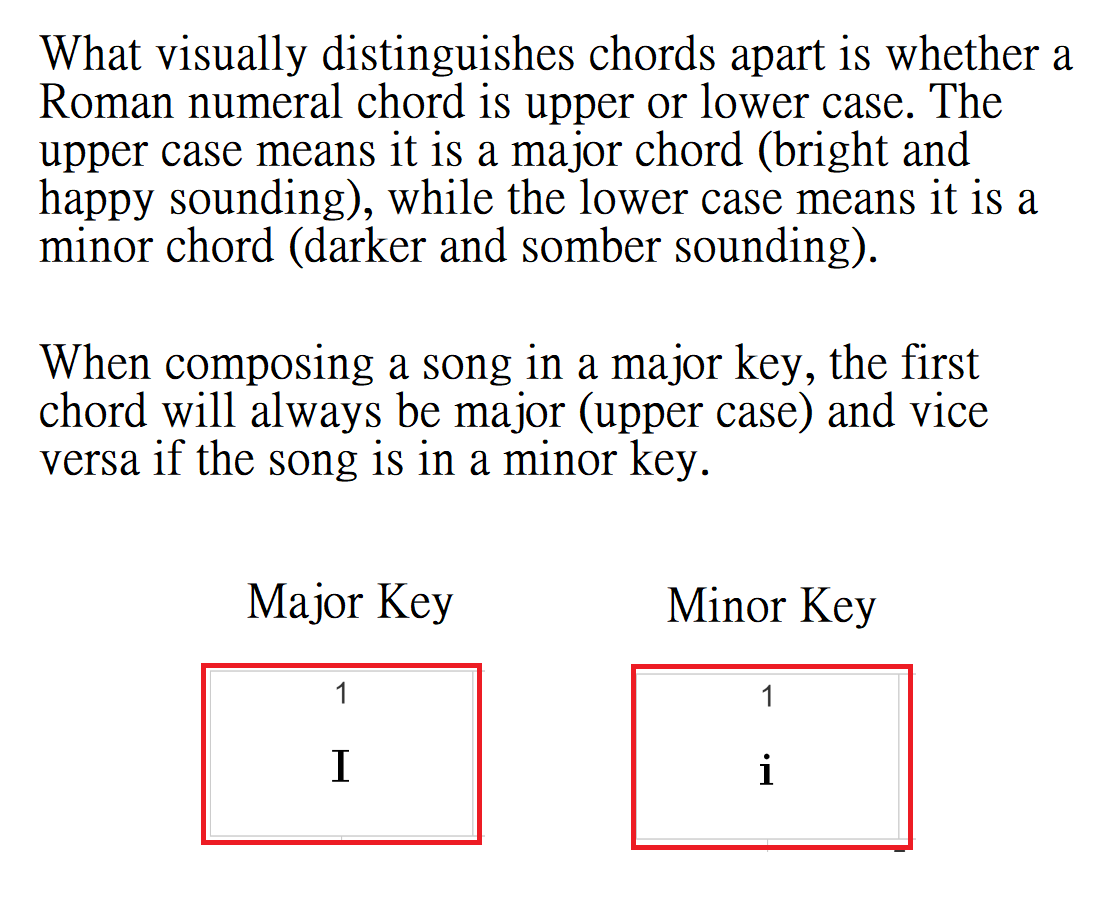 What visually distinguishes chords apart is whether a
Roman numeral chord is upper or lower case. The
upper case means it is a major chord (bright and
happy sounding), while the lower case means it is a
minor chord (darker and somber sounding).
When composing a song in a major key, the first
chord will always be major (upper case) and vice
versa if the song is in a minor key.
Major Key
Minor Key
1
I
1
i